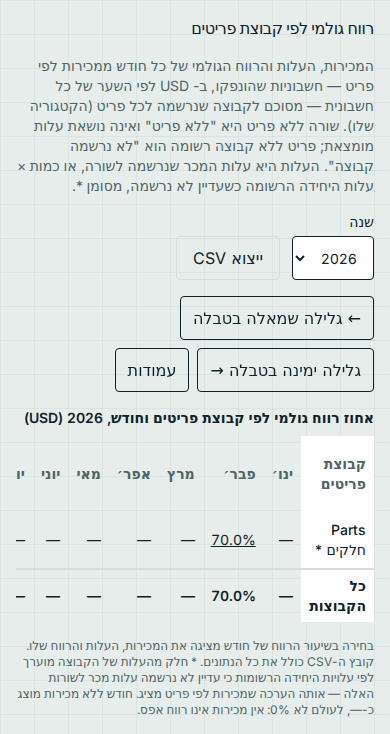 רווח גולמי לפי קבוצת פריטים
המכירות, העלות והרווח הגולמי של כל חודש ממכירות לפי
פריט — חשבוניות שהונפקו, ב- USD לפי השער של כל
חשבונית — מסוכם לקבוצה שנרשמה לכל פריט (הקטגוריה
שלו). שורה ללא פריט היא "ללא פריט" ואינה נושאת עלות
מומצאת; פריט ללא קבוצה רשומה הוא "לא נרשמה
קבוצה". העלות היא עלות המכר שנרשמה לשורה, או כמות ×
עלות היחידה הרשומה כשעדיין לא נרשמה, מסומן *.
שנה
2026
ייצוא CSV
← גלילה שמאלה בטבלה
גלילה ימינה בטבלה →
עמודות
אחוז רווח גולמי לפי קבוצת פריטים וחודש, 2026 (USD)
קבוצת פריטים ינו׳ פבר׳ מרץ אפר׳ מאי יוני יו
Parts — 70.0% — — — — —
חלקים *
כל הקבוצות — 70.0% — — — — —
בחירה בשיעור הרווח של חודש מציגה את המכירות, העלות והרווח שלו.
קובץ ה-CSV כולל את כל הנתונים. * חלק מהעלות של הקבוצה מוערך
לפי עלויות היחידה הרשומות כי עדיין לא נרשמה עלות מכר לשורות
האלה — אותה הערכה שמכירות לפי פריט מציג. חודש ללא מכירות מוצג
כ-—, לעולם לא 0%: אין מכירות אינו רווח אפס.